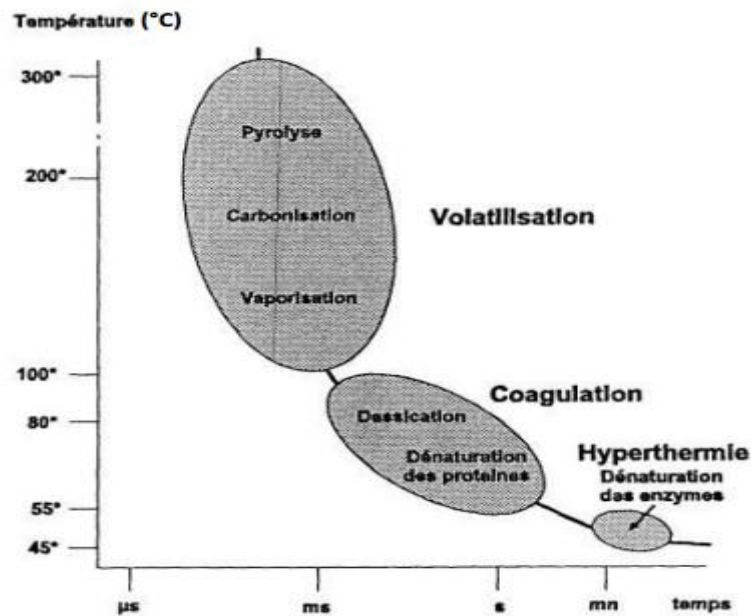 Température (°C)
300°
Pyrolyse
200°
Carbonisation
Volatilisation
Vaporisation
100°
Coagulation
80°
Dessication
Hyperthermie
Dénaturation
des proteines
Dénaturation
des enzymes
55°
45°
µs
ms
s
mn
temps